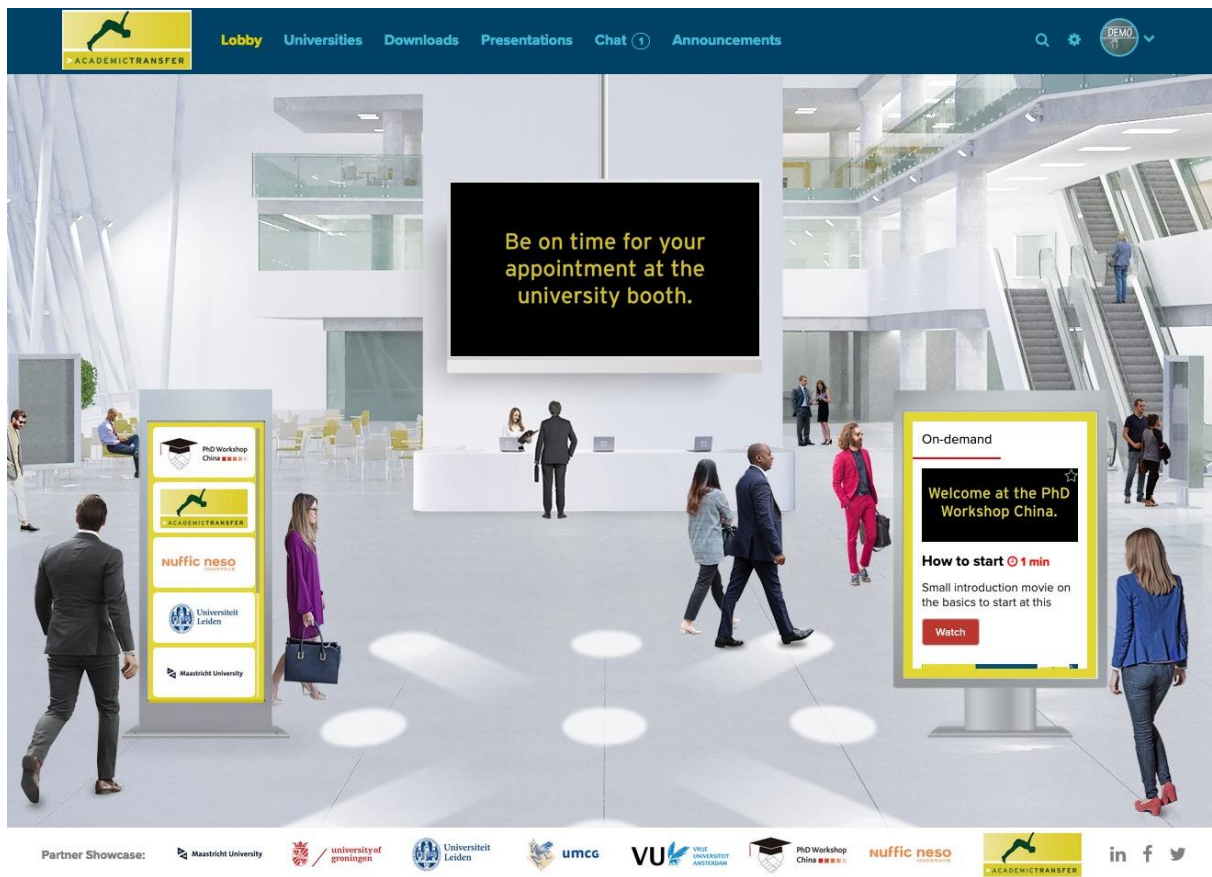 ACADEMICTRANSFER
Lobby Universities Downloads Presentations Chat 1 Announcements
DEMO
Be on time for your
appointment at the
university booth.
PhD Workshop
China
ACADEMICTRANSFER
nuffic neso
Universiteit
Leiden
Maastricht University
On-demand
Welcome at the PhD
Workshop China.
How to start 1 min
Small introduction movie on
the basics to start at this
Watch
Partner Showcase:
Maastricht University
university of
groningen
Universiteit
Leiden
umcg
VU
VRIJE
UNIVERSITEIT
AMSTERDAM
PhD Workshop
China
nuffic neso
ACADEMICTRANSFER
in f